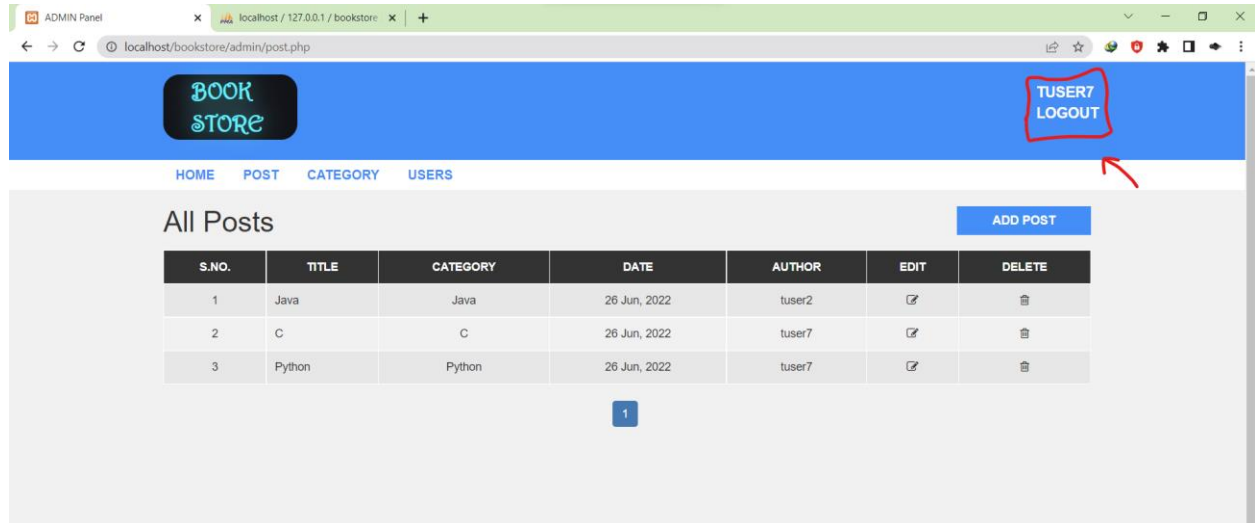 ADMIN Panel
localhost / 127.0.0.1 / bookstore
localhost/bookstore/admin/post.php
BOOK
STORE
TUSER7
LOGOUT
HOME POST CATEGORY USERS
All Posts
ADD POST
S.NO. TITLE CATEGORY DATE AUTHOR EDIT DELETE
1 Java Java 26 Jun, 2022 tuser2
2 C C 26 Jun, 2022 tuser7
3 Python Python 26 Jun, 2022 tuser7
1